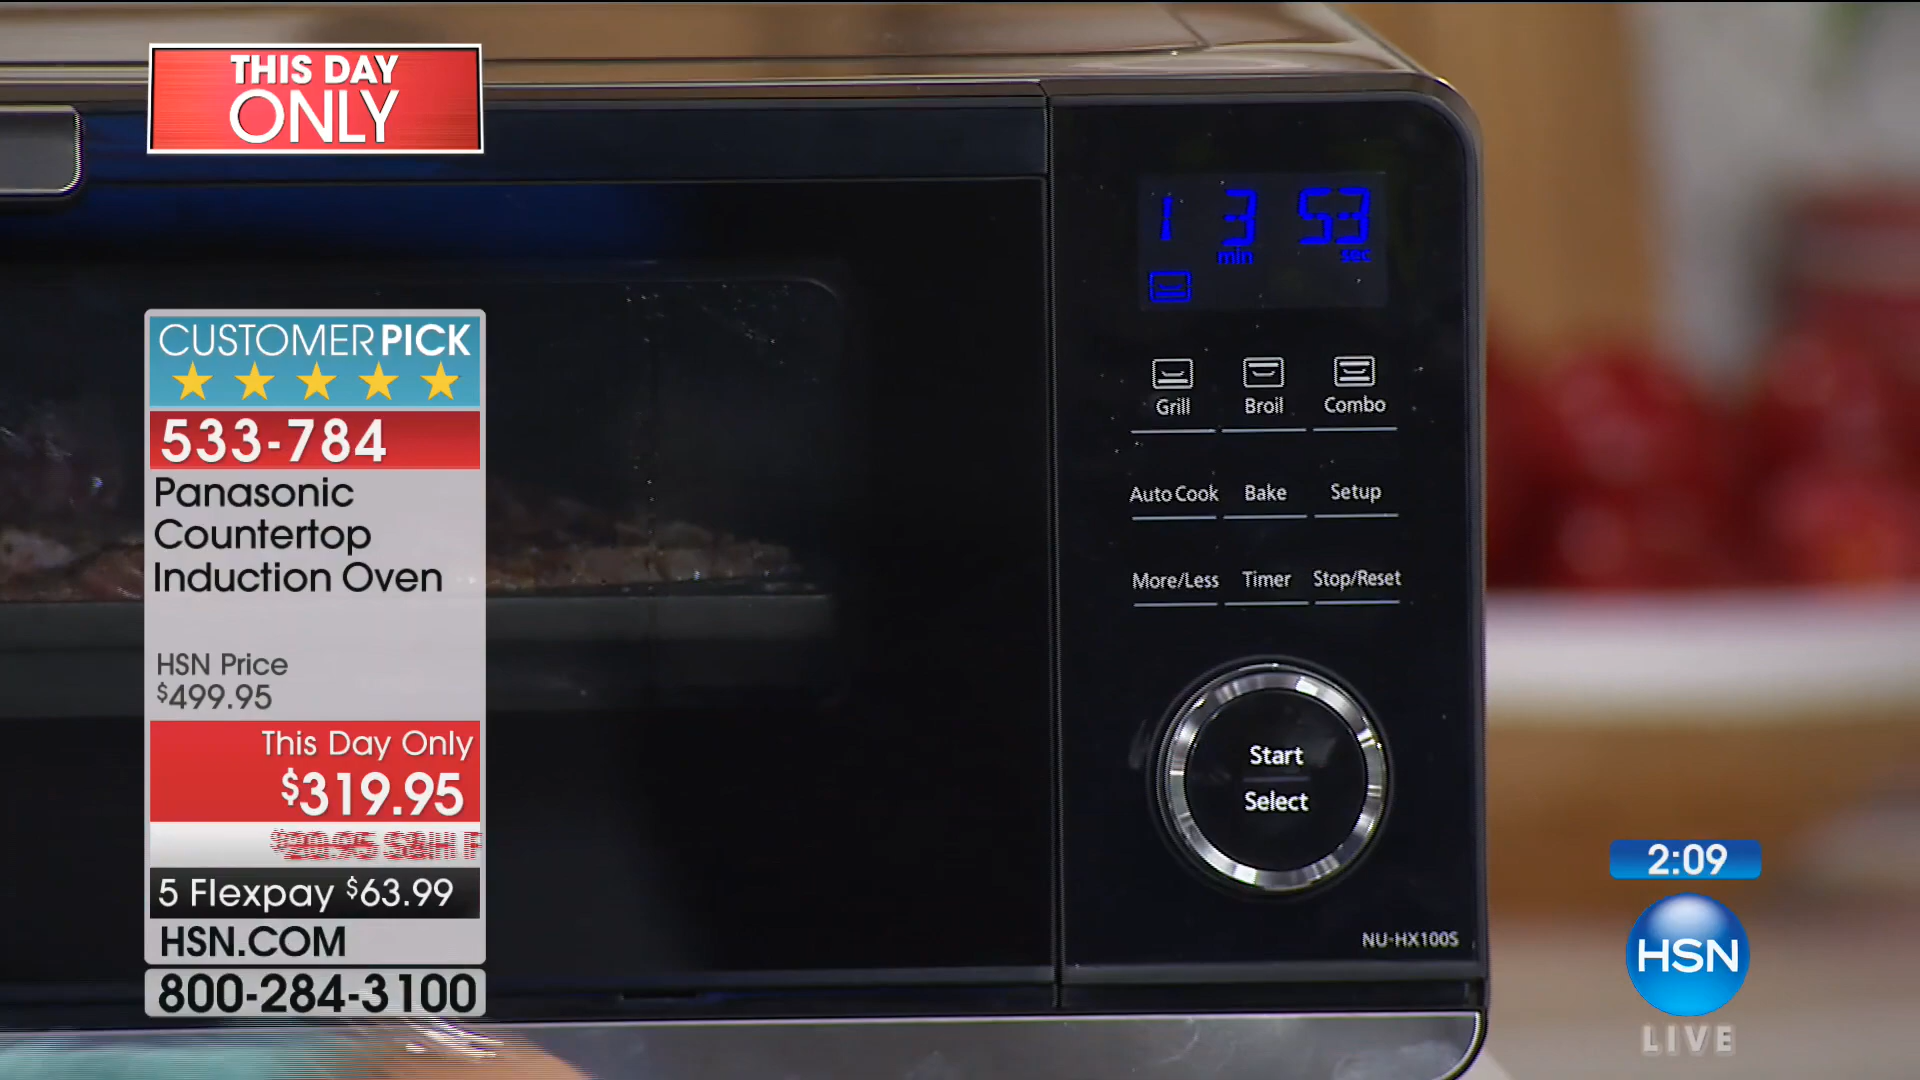 THIS DAY
ONLY
CUSTOMER PICK
533-784
Panasonic
Countertop
Induction Oven
HSN Price
$499.95
This Day Only
$319.95
$20.95 S&H F
5 Flexpay $63.99
HSN.COM
800-284-3100
1 3 53
min sec
Grill Broil Combo
Auto Cook Bake Setup
More/Less Timer Stop/Reset
Start
Select
NU-HX100S
2:09
HSN
LIVE